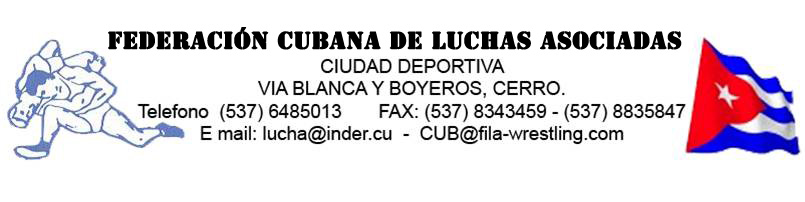 FEDERACIÓN CUBANA DE LUCHAS ASOCIADAS
CIUDAD DEPORTIVA
VIA BLANCA Y BOYEROS, CERRO.
Telefono (537) 6485013 FAX: (537) 8343459 - (537) 8835847
E mail: lucha@inder.cu - CUB@fila-wrestling.com